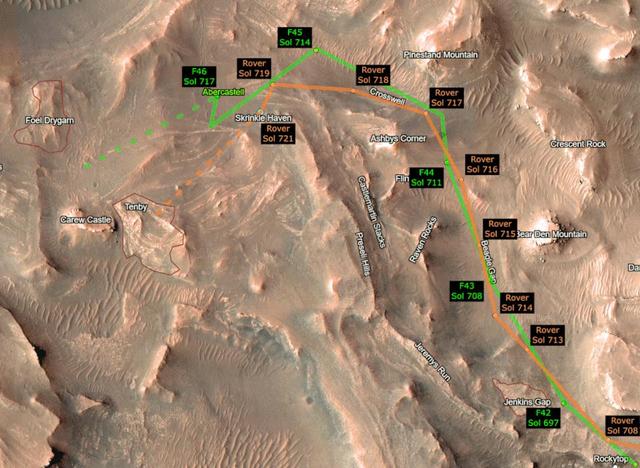 F45
Sol 714
Pinestand Mountain
Rover
Sol 719
Rover
Sol 718
F46
Sol 717
Abercastell
Crosswell
Rover
Sol 717
Foel Drygarn
Skrinkle Haven
Rover
Sol 721
Ashbys Corner
Crescent Rock
Rover
Sol 716
F44
Sol 711
Castlemartin Stacks
Carew Castle
Tenby
Preseli Hills
Raven Rocks
Rover
Sol 715
Bear Den Mountain
Beagle Gap
F43
Sol 708
Rover
Sol 714
Rover
Sol 713
Jeremys Run
Jenkins Gap
F42
Sol 697
Rover
Sol 708
Rockytop